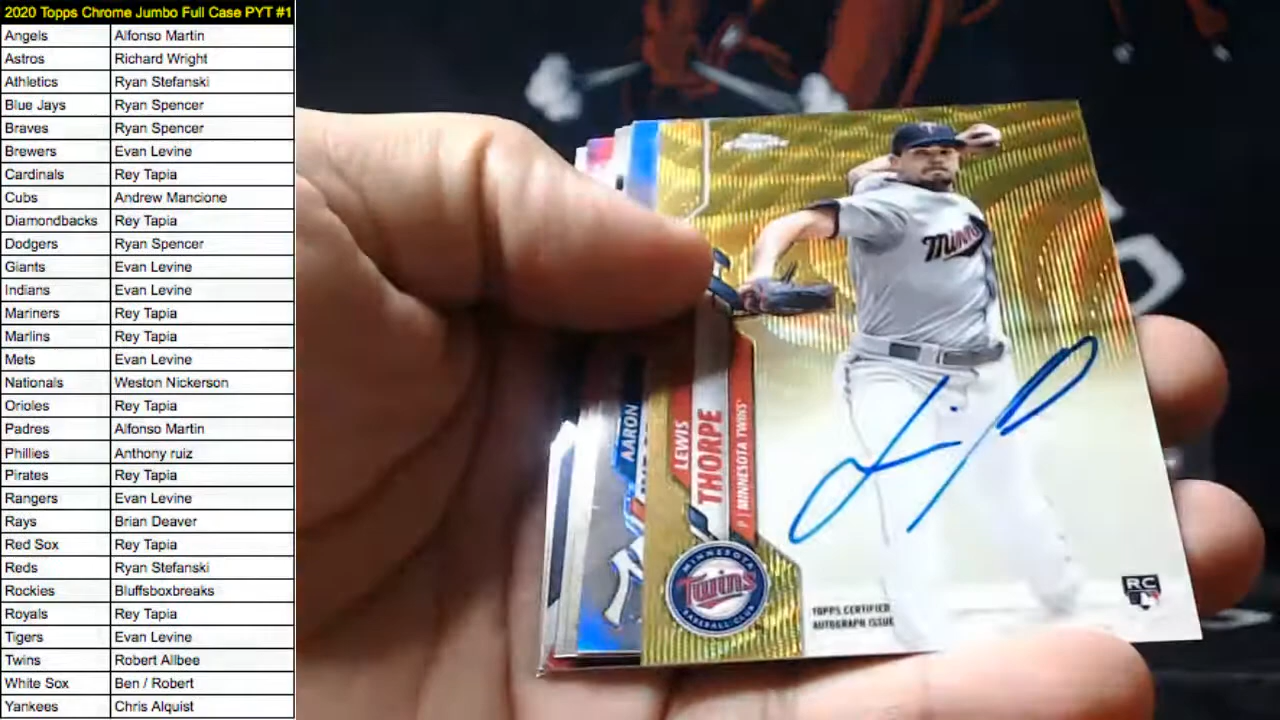 2020 Topps Chrome Jumbo Full Case PYT #1
Angels Alfonso Martin
Astros Richard Wright
Athletics Ryan Stefanski
Blue Jays Ryan Spencer
Braves Ryan Spencer
Brewers Evan Levine
Cardinals Rey Tapia
Cubs Andrew Mancione
Diamondbacks Rey Tapia
Dodgers Ryan Spencer
Giants Evan Levine
Indians Evan Levine
Mariners Rey Tapia
Marlins Rey Tapia
Mets Evan Levine
Nationals Weston Nickerson
Orioles Rey Tapia
Padres Alfonso Martin
Phillies Anthony ruiz
Pirates Rey Tapia
Rangers Evan Levine
Rays Brian Deaver
Red Sox Rey Tapia
Reds Ryan Stefanski
Rockies Bluffsboxbreaks
Royals Rey Tapia
Tigers Evan Levine
Twins Robert Allbee
White Sox Ben / Robert
Yankees Chris Alquist
AARON
LEWIS
THORPE
P | MINNESOTA TWINS
MINNESOTA
Twins
BASEBALL CLUB
TOPPS CERTIFIED
AUTOGRAPH ISSUE
RC